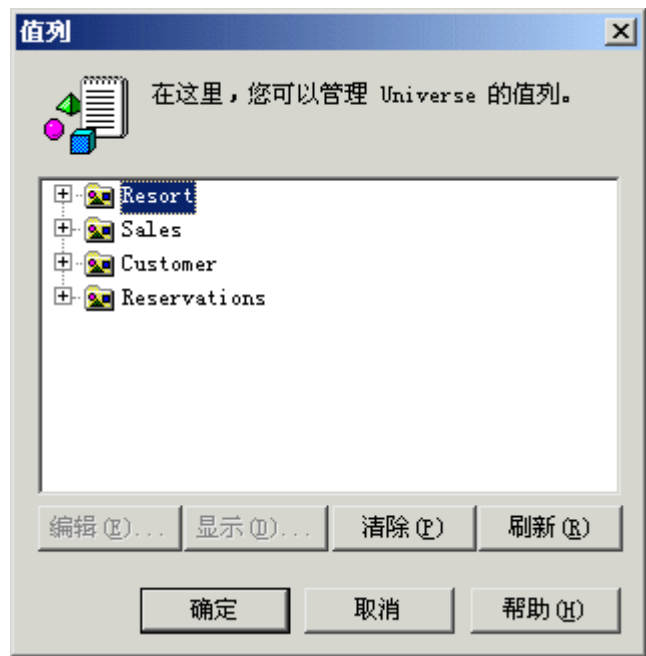 值列
在这里，您可以管理 Universe 的值列。
Resort
Sales
Customer
Reservations
编辑(E)... 显示(D)... 清除(P) 刷新(R)
确定 取消 帮助(H)